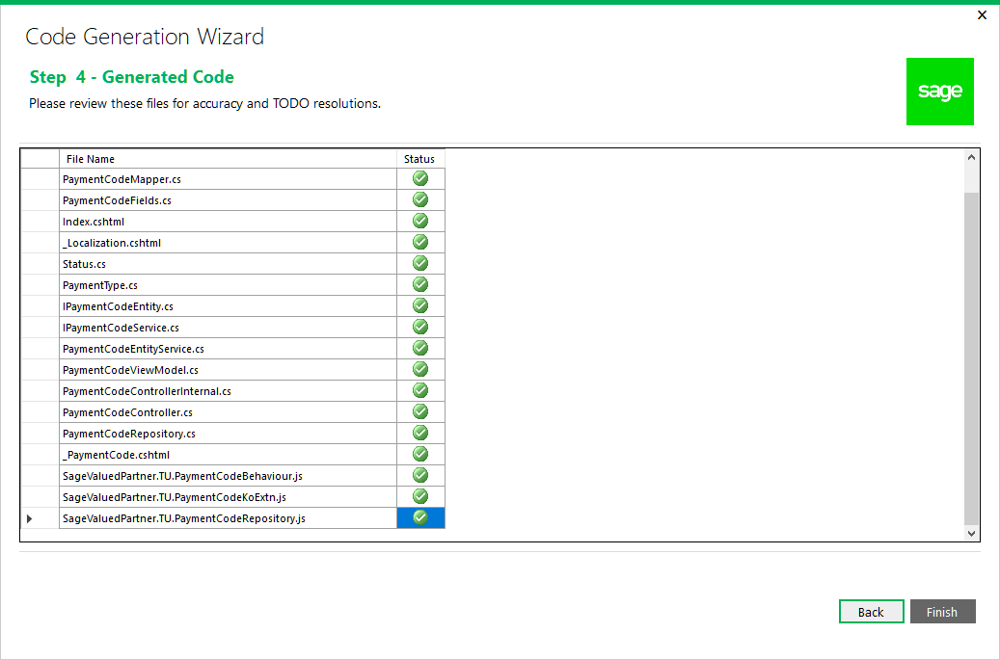 Code Generation Wizard
Step 4 - Generated Code
Please review these files for accuracy and TODO resolutions.
sage
File Name Status
PaymentCodeMapper.cs
PaymentCodeFields.cs
Index.cshtml
_Localization.cshtml
Status.cs
PaymentType.cs
IPaymentCodeEntity.cs
IPaymentCodeService.cs
PaymentCodeEntityService.cs
PaymentCodeViewModel.cs
PaymentCodeControllerInternal.cs
PaymentCodeController.cs
PaymentCodeRepository.cs
_PaymentCode.cshtml
SageValuedPartner.TU.PaymentCodeBehaviour.js
SageValuedPartner.TU.PaymentCodeKoExtn.js
SageValuedPartner.TU.PaymentCodeRepository.js
Back Finish